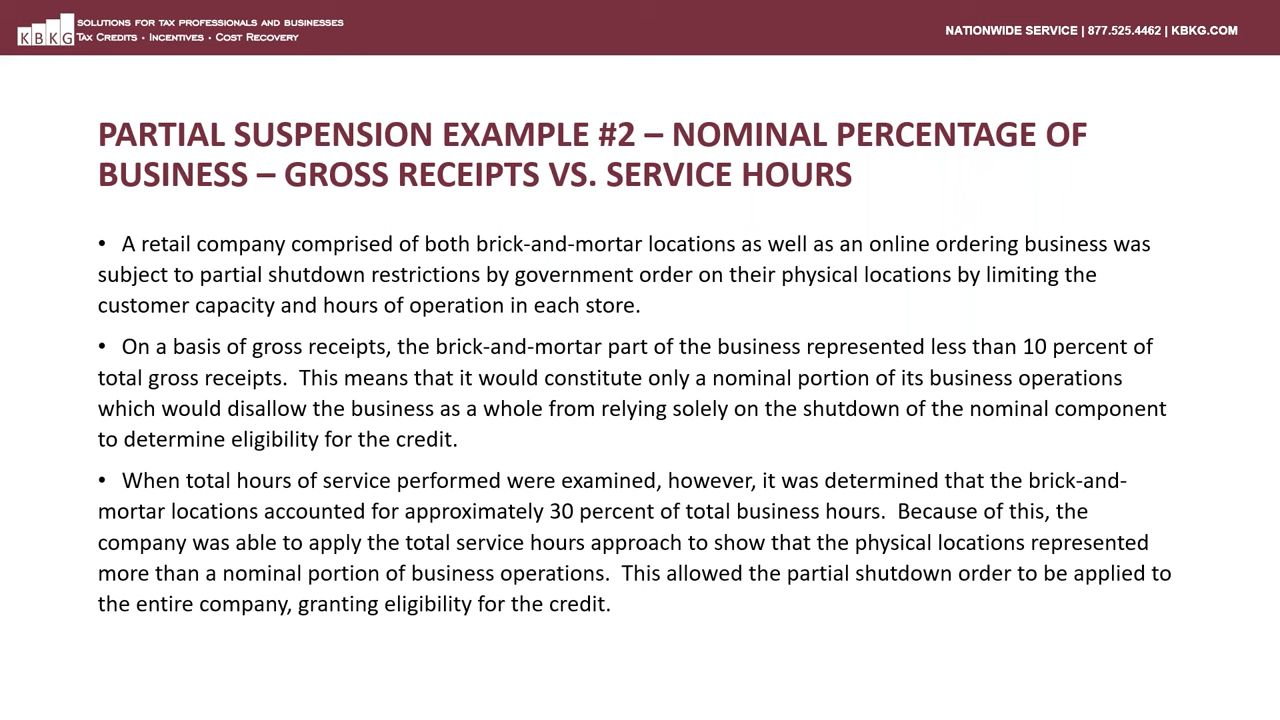 KBKG
SOLUTIONS FOR TAX PROFESSIONALS AND BUSINESSES
TAX CREDITS · INCENTIVES · COST RECOVERY
NATIONWIDE SERVICE | 877.525.4462 | KBKG.COM
PARTIAL SUSPENSION EXAMPLE #2 – NOMINAL PERCENTAGE OF
BUSINESS – GROSS RECEIPTS VS. SERVICE HOURS
• A retail company comprised of both brick-and-mortar locations as well as an online ordering business was
subject to partial shutdown restrictions by government order on their physical locations by limiting the
customer capacity and hours of operation in each store.
• On a basis of gross receipts, the brick-and-mortar part of the business represented less than 10 percent of
total gross receipts.  This means that it would constitute only a nominal portion of its business operations
which would disallow the business as a whole from relying solely on the shutdown of the nominal component
to determine eligibility for the credit.
• When total hours of service performed were examined, however, it was determined that the brick-and-
mortar locations accounted for approximately 30 percent of total business hours.  Because of this, the
company was able to apply the total service hours approach to show that the physical locations represented
more than a nominal portion of business operations.  This allowed the partial shutdown order to be applied to
the entire company, granting eligibility for the credit.